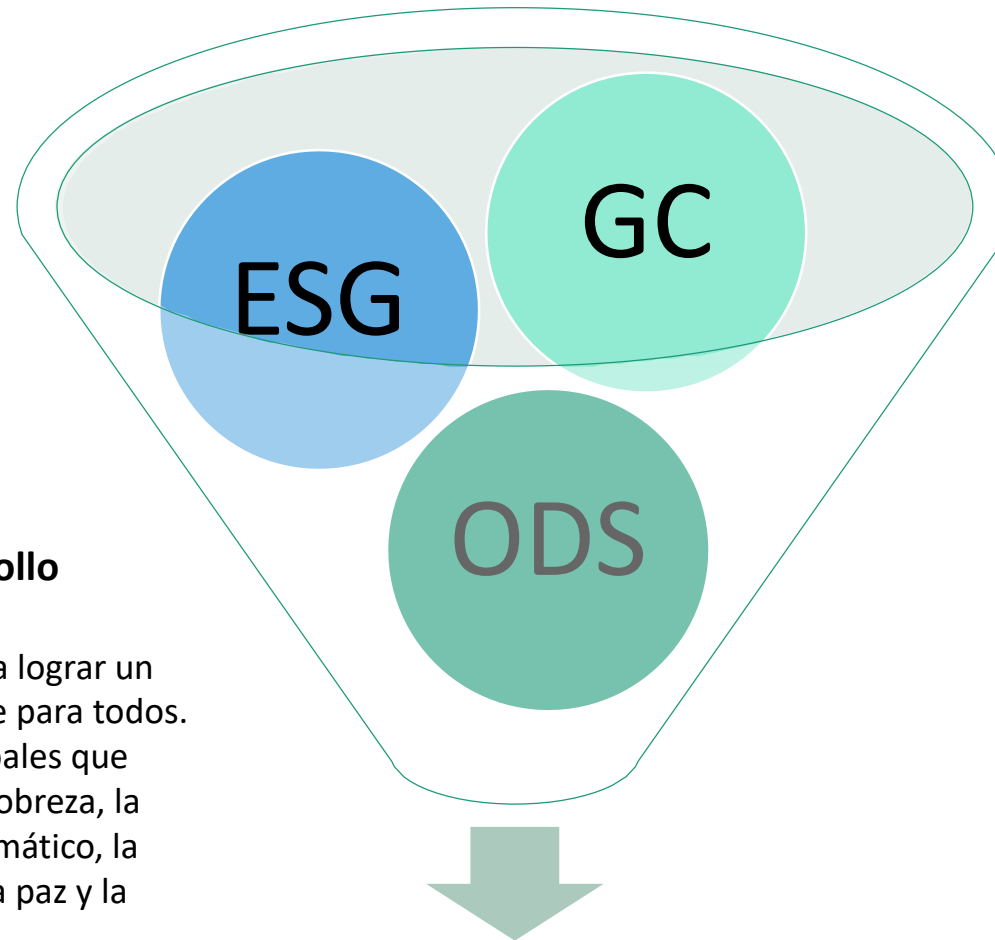 GC
ESG
ODS
ollo
a lograr un
e para todos.
ales que
obreza, la
mático, la
a paz y la